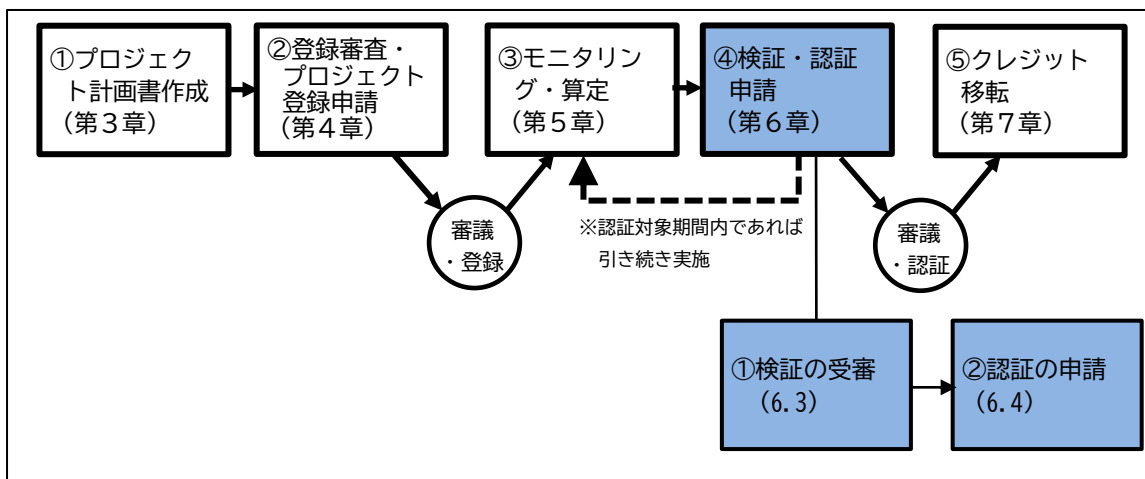 ①プロジェク
ト計画書作成
(第3章)
②登録審査・
プロジェクト
登録申請
(第4章)
③モニタリン
グ・算定
(第5章)
④検証・認証
申請
(第6章)
⑤クレジット
移転
(第7章)
審議
・登録
※認証対象期間内であれば
引き続き実施
審議
・認証
①検証の受審
(6.3)
②認証の申請
(6.4)